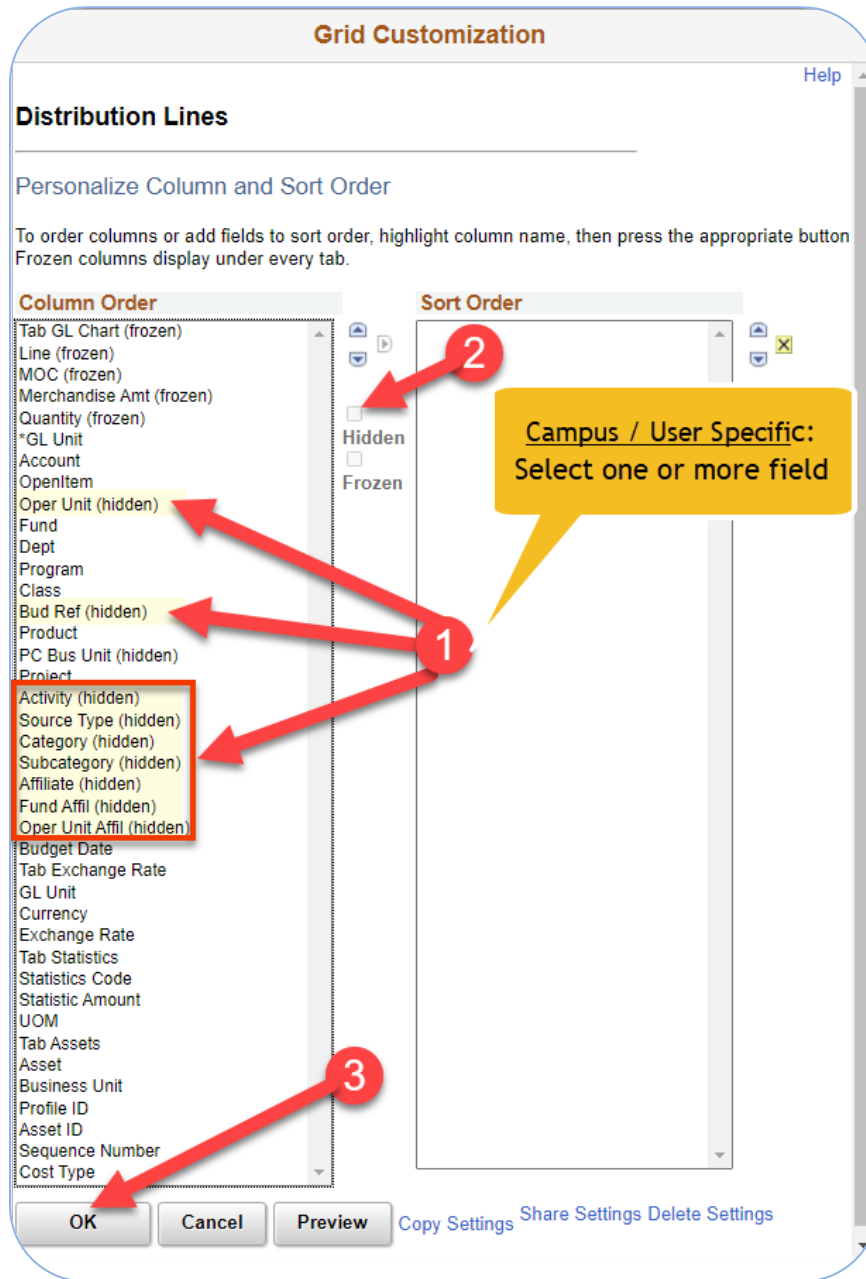 Grid Customization
Help
Distribution Lines
Personalize Column and Sort Order
To order columns or add fields to sort order, highlight column name, then press the appropriate button
Frozen columns display under every tab.
Column Order
Sort Order
Tab GL Chart (frozen)
Line (frozen)
MOC (frozen)
Merchandise Amt (frozen)
Quantity (frozen)
*GL Unit
Account
OpenItem
Oper Unit (hidden)
Fund
Dept
Program
Class
Bud Ref (hidden)
Product
PC Bus Unit (hidden)
Project
Activity (hidden)
Source Type (hidden)
Category (hidden)
Subcategory (hidden)
Affiliate (hidden)
Fund Affil (hidden)
Oper Unit Affil (hidden)
Budget Date
Tab Exchange Rate
GL Unit
Currency
Exchange Rate
Tab Statistics
Statistics Code
Statistic Amount
UOM
Tab Assets
Asset
Business Unit
Profile ID
Asset ID
Sequence Number
Cost Type
Hidden
Frozen
2
Campus / User Specific:
Select one or more field
1
3
OK
Cancel
Preview
Copy Settings
Share Settings
Delete Settings